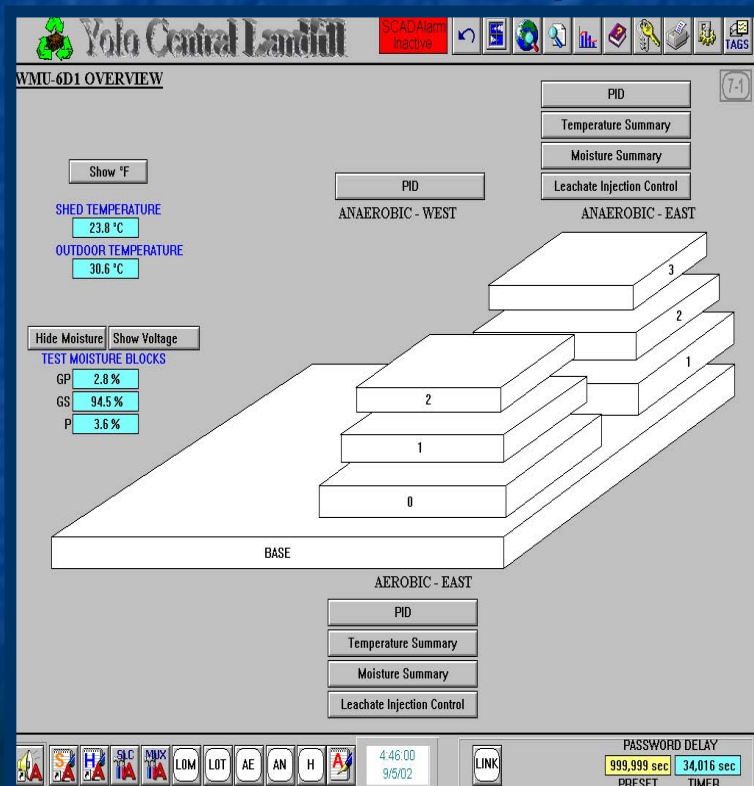 Yolo Central Landfill
SCADAlarm
Inactive
TAGS
WMU-6D1 OVERVIEW
7-1
PID
Temperature Summary
Moisture Summary
Leachate Injection Control
ANAEROBIC - EAST
PID
ANAEROBIC - WEST
Show °F
SHED TEMPERATURE
23.8 °C
OUTDOOR TEMPERATURE
30.6 °C
Hide Moisture Show Voltage
TEST MOISTURE BLOCKS
GP 2.8 %
GS 94.5 %
P 3.6 %
3
2
1
2
1
0
BASE
AEROBIC - EAST
PID
Temperature Summary
Moisture Summary
Leachate Injection Control
A S A H A SLC A MUX A LOM LOT AE AN H A
4:46:00
9/5/02
LINK
PASSWORD DELAY
999,999 sec 34,016 sec
PRESET TIMER